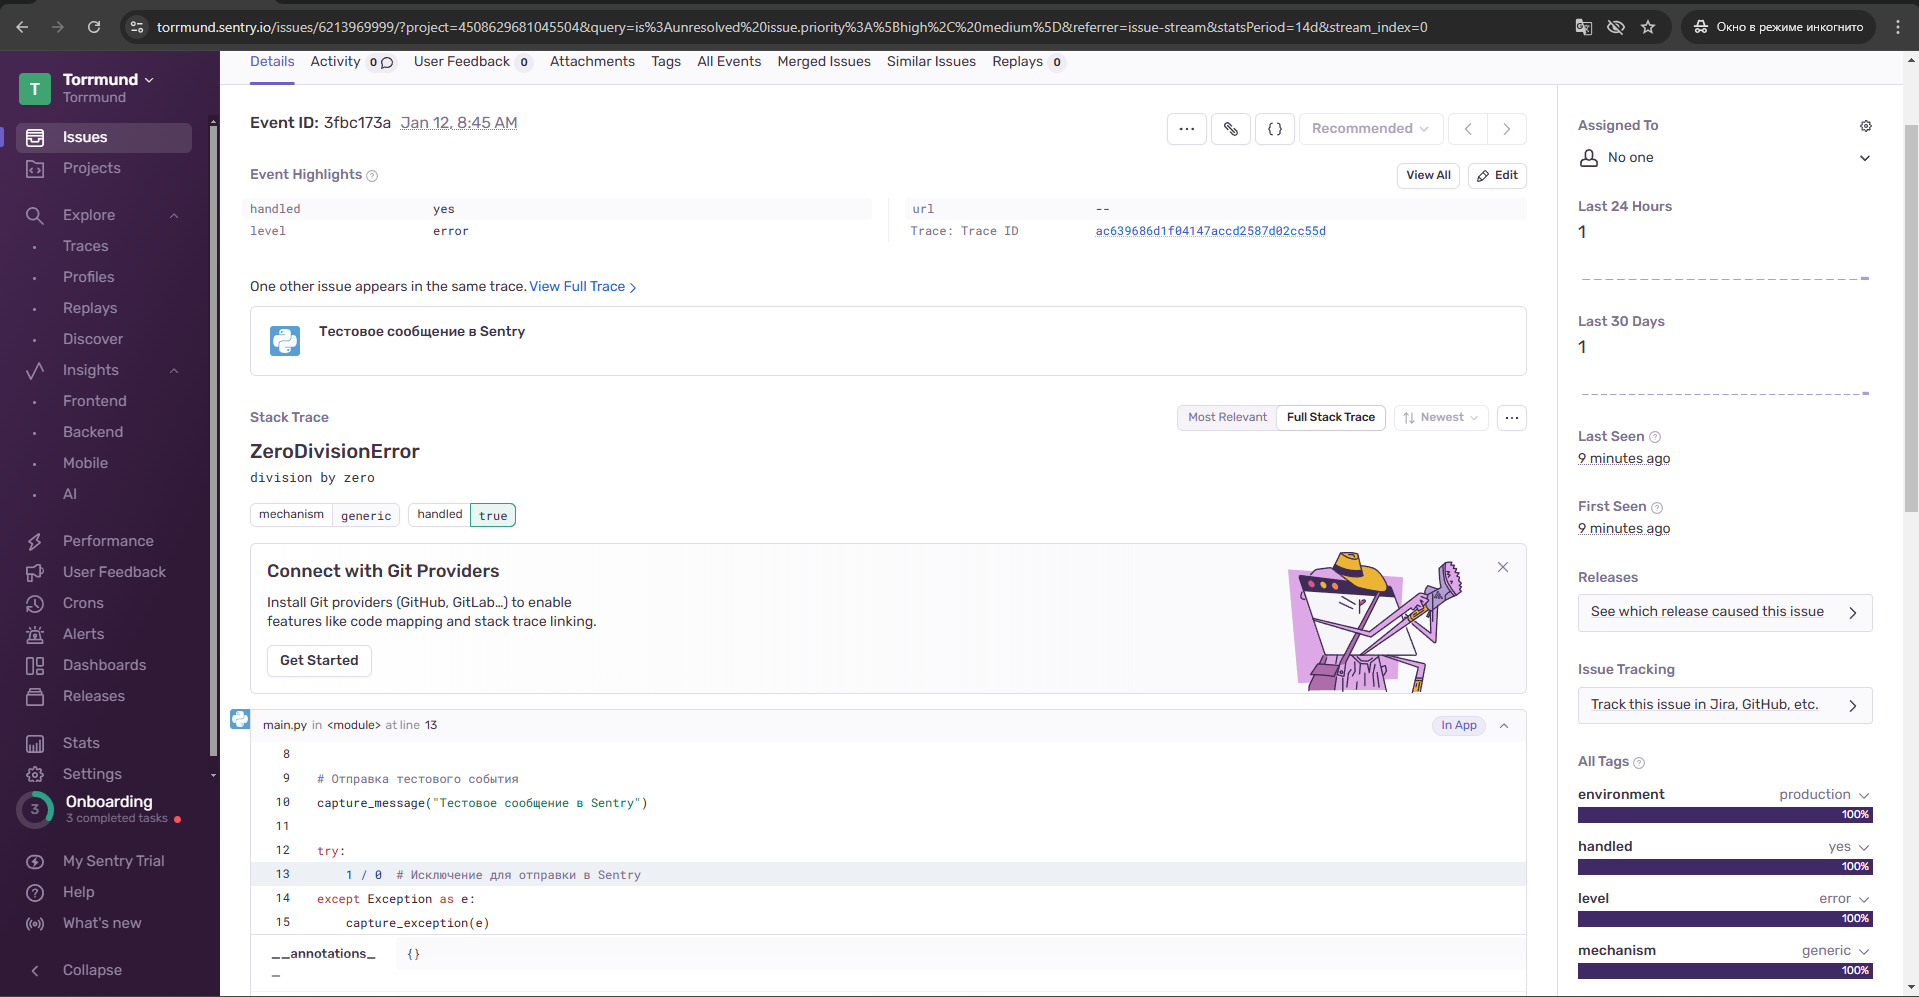 torrmund.sentry.io/issues/6213969999/?project=4508629681045504&query=is%3Aunresolved%20issue.priority%3A%5Bhigh%2C%20medium%5D&referrer=issue-stream&statsPeriod=14d&stream_index=0
Окно в режиме инкогнито
T
Torrmund
Torrmund
Issues
Projects
Explore
Traces
Profiles
Replays
Discover
Insights
Frontend
Backend
Mobile
AI
Performance
User Feedback
Crons
Alerts
Dashboards
Releases
Stats
Settings
3
Onboarding
3 completed tasks
My Sentry Trial
Help
What's new
Collapse
Details Activity 0 User Feedback 0 Attachments Tags All Events Merged Issues Similar Issues Replays 0
Event ID: 3fbc173a Jan 12, 8:45 AM
Recommended
Event Highlights
View All Edit
handled yes
level error
url --
Trace: Trace ID ac639686d1f04147accd2587d02cc55d
One other issue appears in the same trace. View Full Trace
Тестовое сообщение в Sentry
Stack Trace
Most Relevant Full Stack Trace Newest
ZeroDivisionError
division by zero
mechanism generic handled true
Connect with Git Providers
Install Git providers (GitHub, GitLab…) to enable
features like code mapping and stack trace linking.
Get Started
main.py in <module> at line 13
In App
8
9 # Отправка тестового события
10 capture_message("Тестовое сообщение в Sentry")
11
12 try:
13 1 / 0 # Исключение для отправки в Sentry
14 except Exception as e:
15 capture_exception(e)
__annotations_ {}
_
Assigned To
No one
Last 24 Hours
1
Last 30 Days
1
Last Seen
9 minutes ago
First Seen
9 minutes ago
Releases
See which release caused this issue
Issue Tracking
Track this issue in Jira, GitHub, etc.
All Tags
environment production
100%
handled yes
100%
level error
100%
mechanism generic
100%